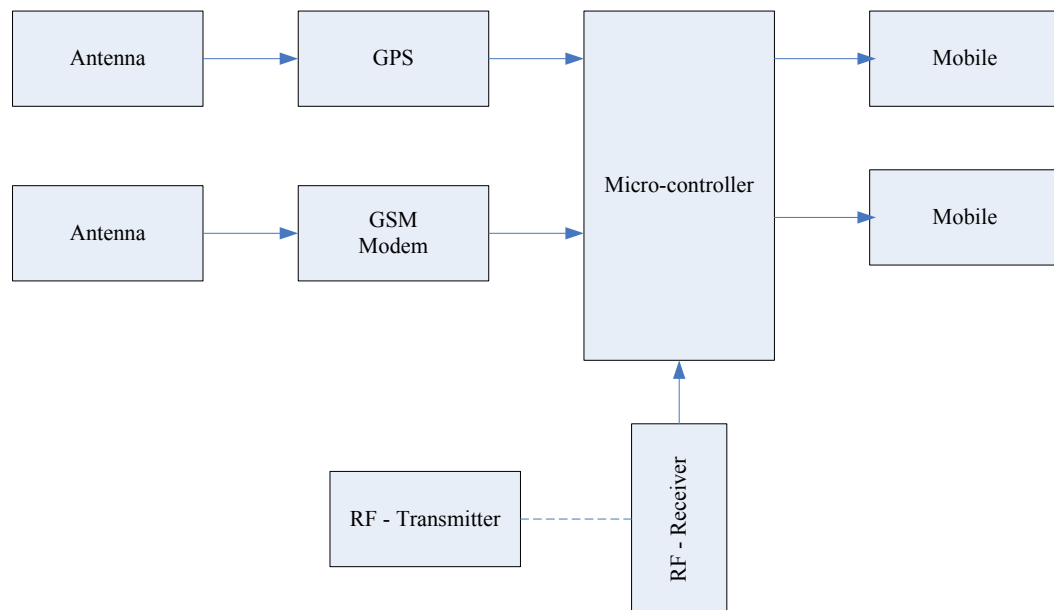 Antenna
GPS
Micro-controller
Mobile
Antenna
GSM
Modem
Mobile
RF - Transmitter
RF - Receiver